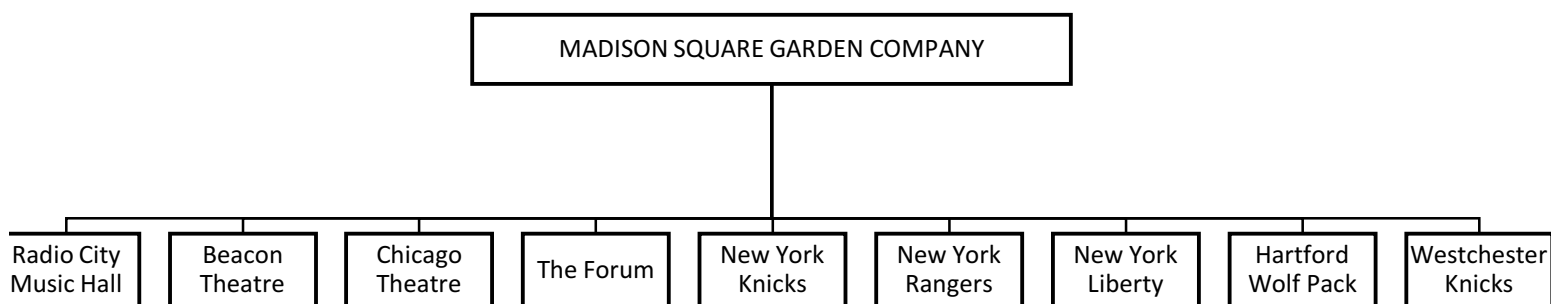 MADISON SQUARE GARDEN COMPANY
Radio City
Music Hall
Beacon
Theatre
Chicago
Theatre
The Forum
New York
Knicks
New York
Rangers
New York
Liberty
Hartford
Wolf Pack
Westchester
Knicks